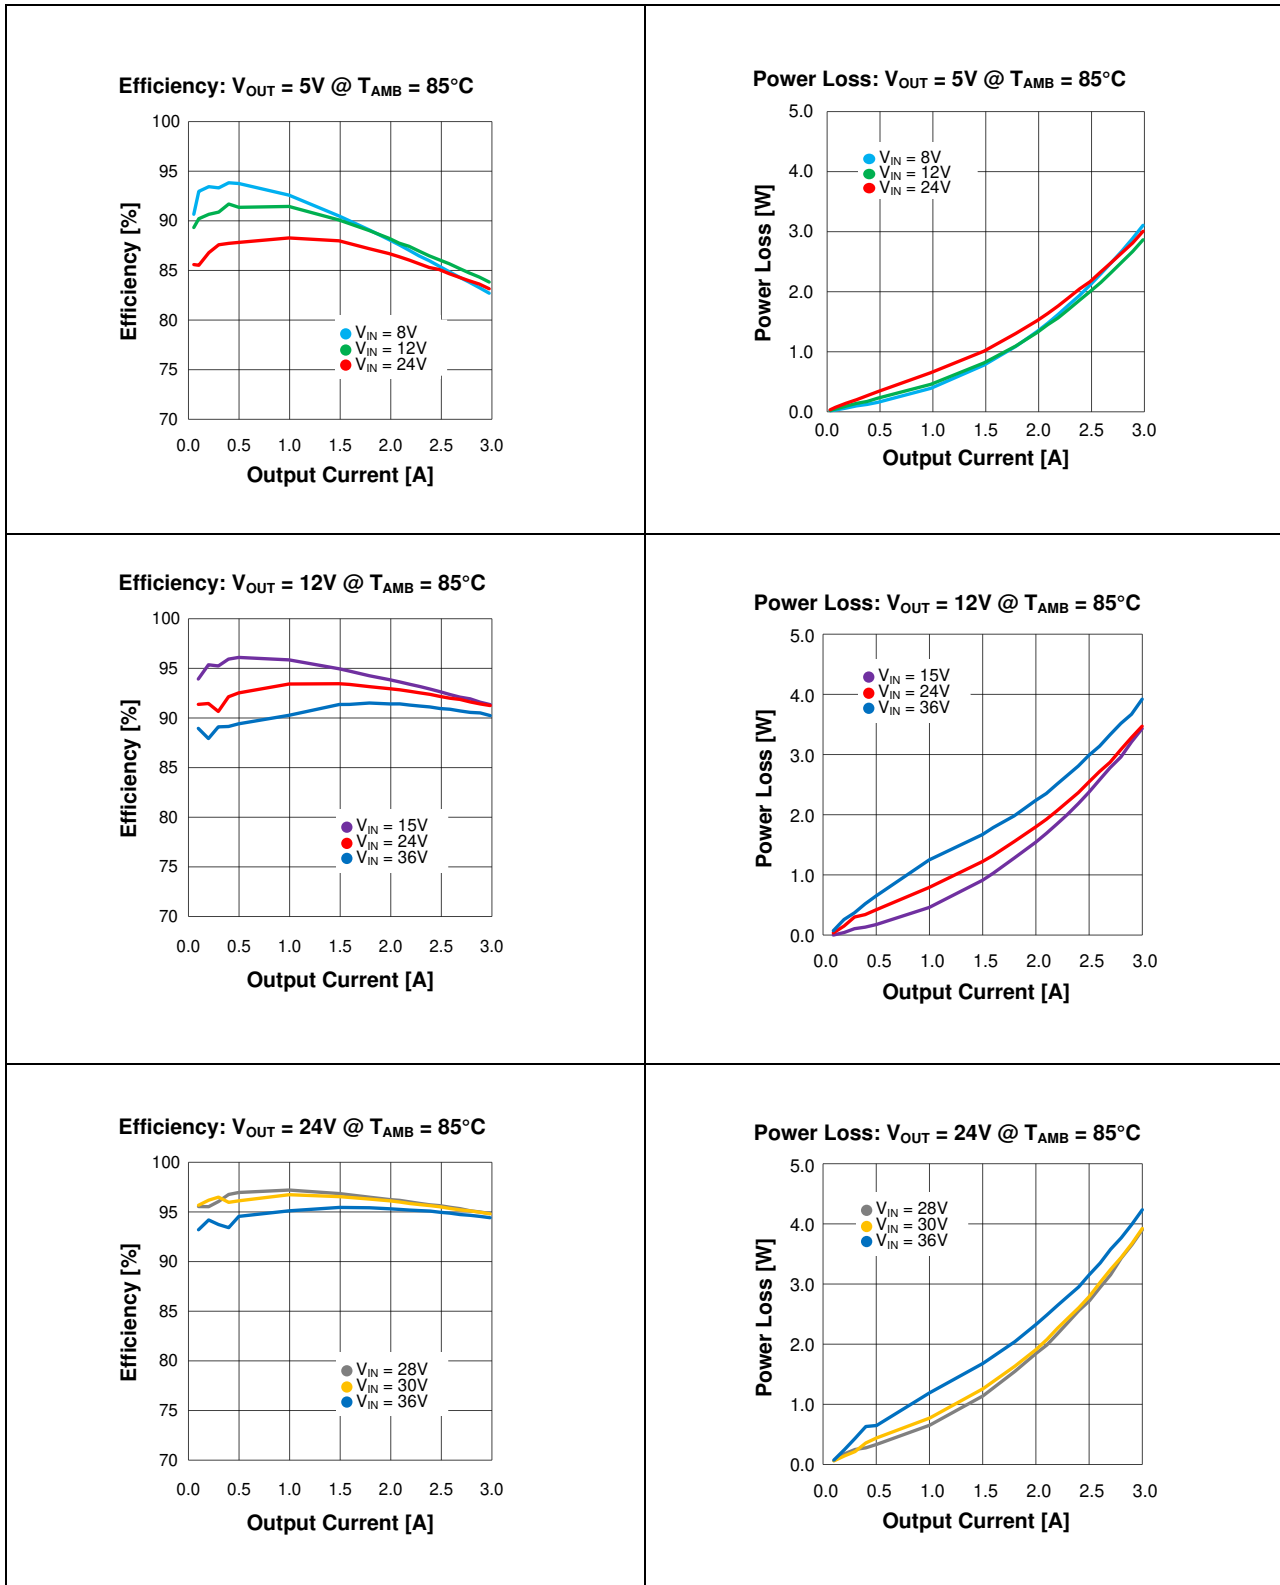 Efficiency: VOUT = 5V @ TAMB = 85°C
100
95
90
85
80
75
70
Efficiency [%]
VIN = 8V
VIN = 12V
VIN = 24V
0.0 0.5 1.0 1.5 2.0 2.5 3.0
Output Current [A]
Power Loss: VOUT = 5V @ TAMB = 85°C
5.0
4.0
3.0
2.0
1.0
0.0
Power Loss [W]
VIN = 8V
VIN = 12V
VIN = 24V
0.0 0.5 1.0 1.5 2.0 2.5 3.0
Output Current [A]
Efficiency: VOUT = 12V @ TAMB = 85°C
100
95
90
85
80
75
70
Efficiency [%]
VIN = 15V
VIN = 24V
VIN = 36V
0.0 0.5 1.0 1.5 2.0 2.5 3.0
Output Current [A]
Power Loss: VOUT = 12V @ TAMB = 85°C
5.0
4.0
3.0
2.0
1.0
0.0
Power Loss [W]
VIN = 15V
VIN = 24V
VIN = 36V
0.0 0.5 1.0 1.5 2.0 2.5 3.0
Output Current [A]
Efficiency: VOUT = 24V @ TAMB = 85°C
100
95
90
85
80
75
70
Efficiency [%]
VIN = 28V
VIN = 30V
VIN = 36V
0.0 0.5 1.0 1.5 2.0 2.5 3.0
Output Current [A]
Power Loss: VOUT = 24V @ TAMB = 85°C
5.0
4.0
3.0
2.0
1.0
0.0
Power Loss [W]
VIN = 28V
VIN = 30V
VIN = 36V
0.0 0.5 1.0 1.5 2.0 2.5 3.0
Output Current [A]